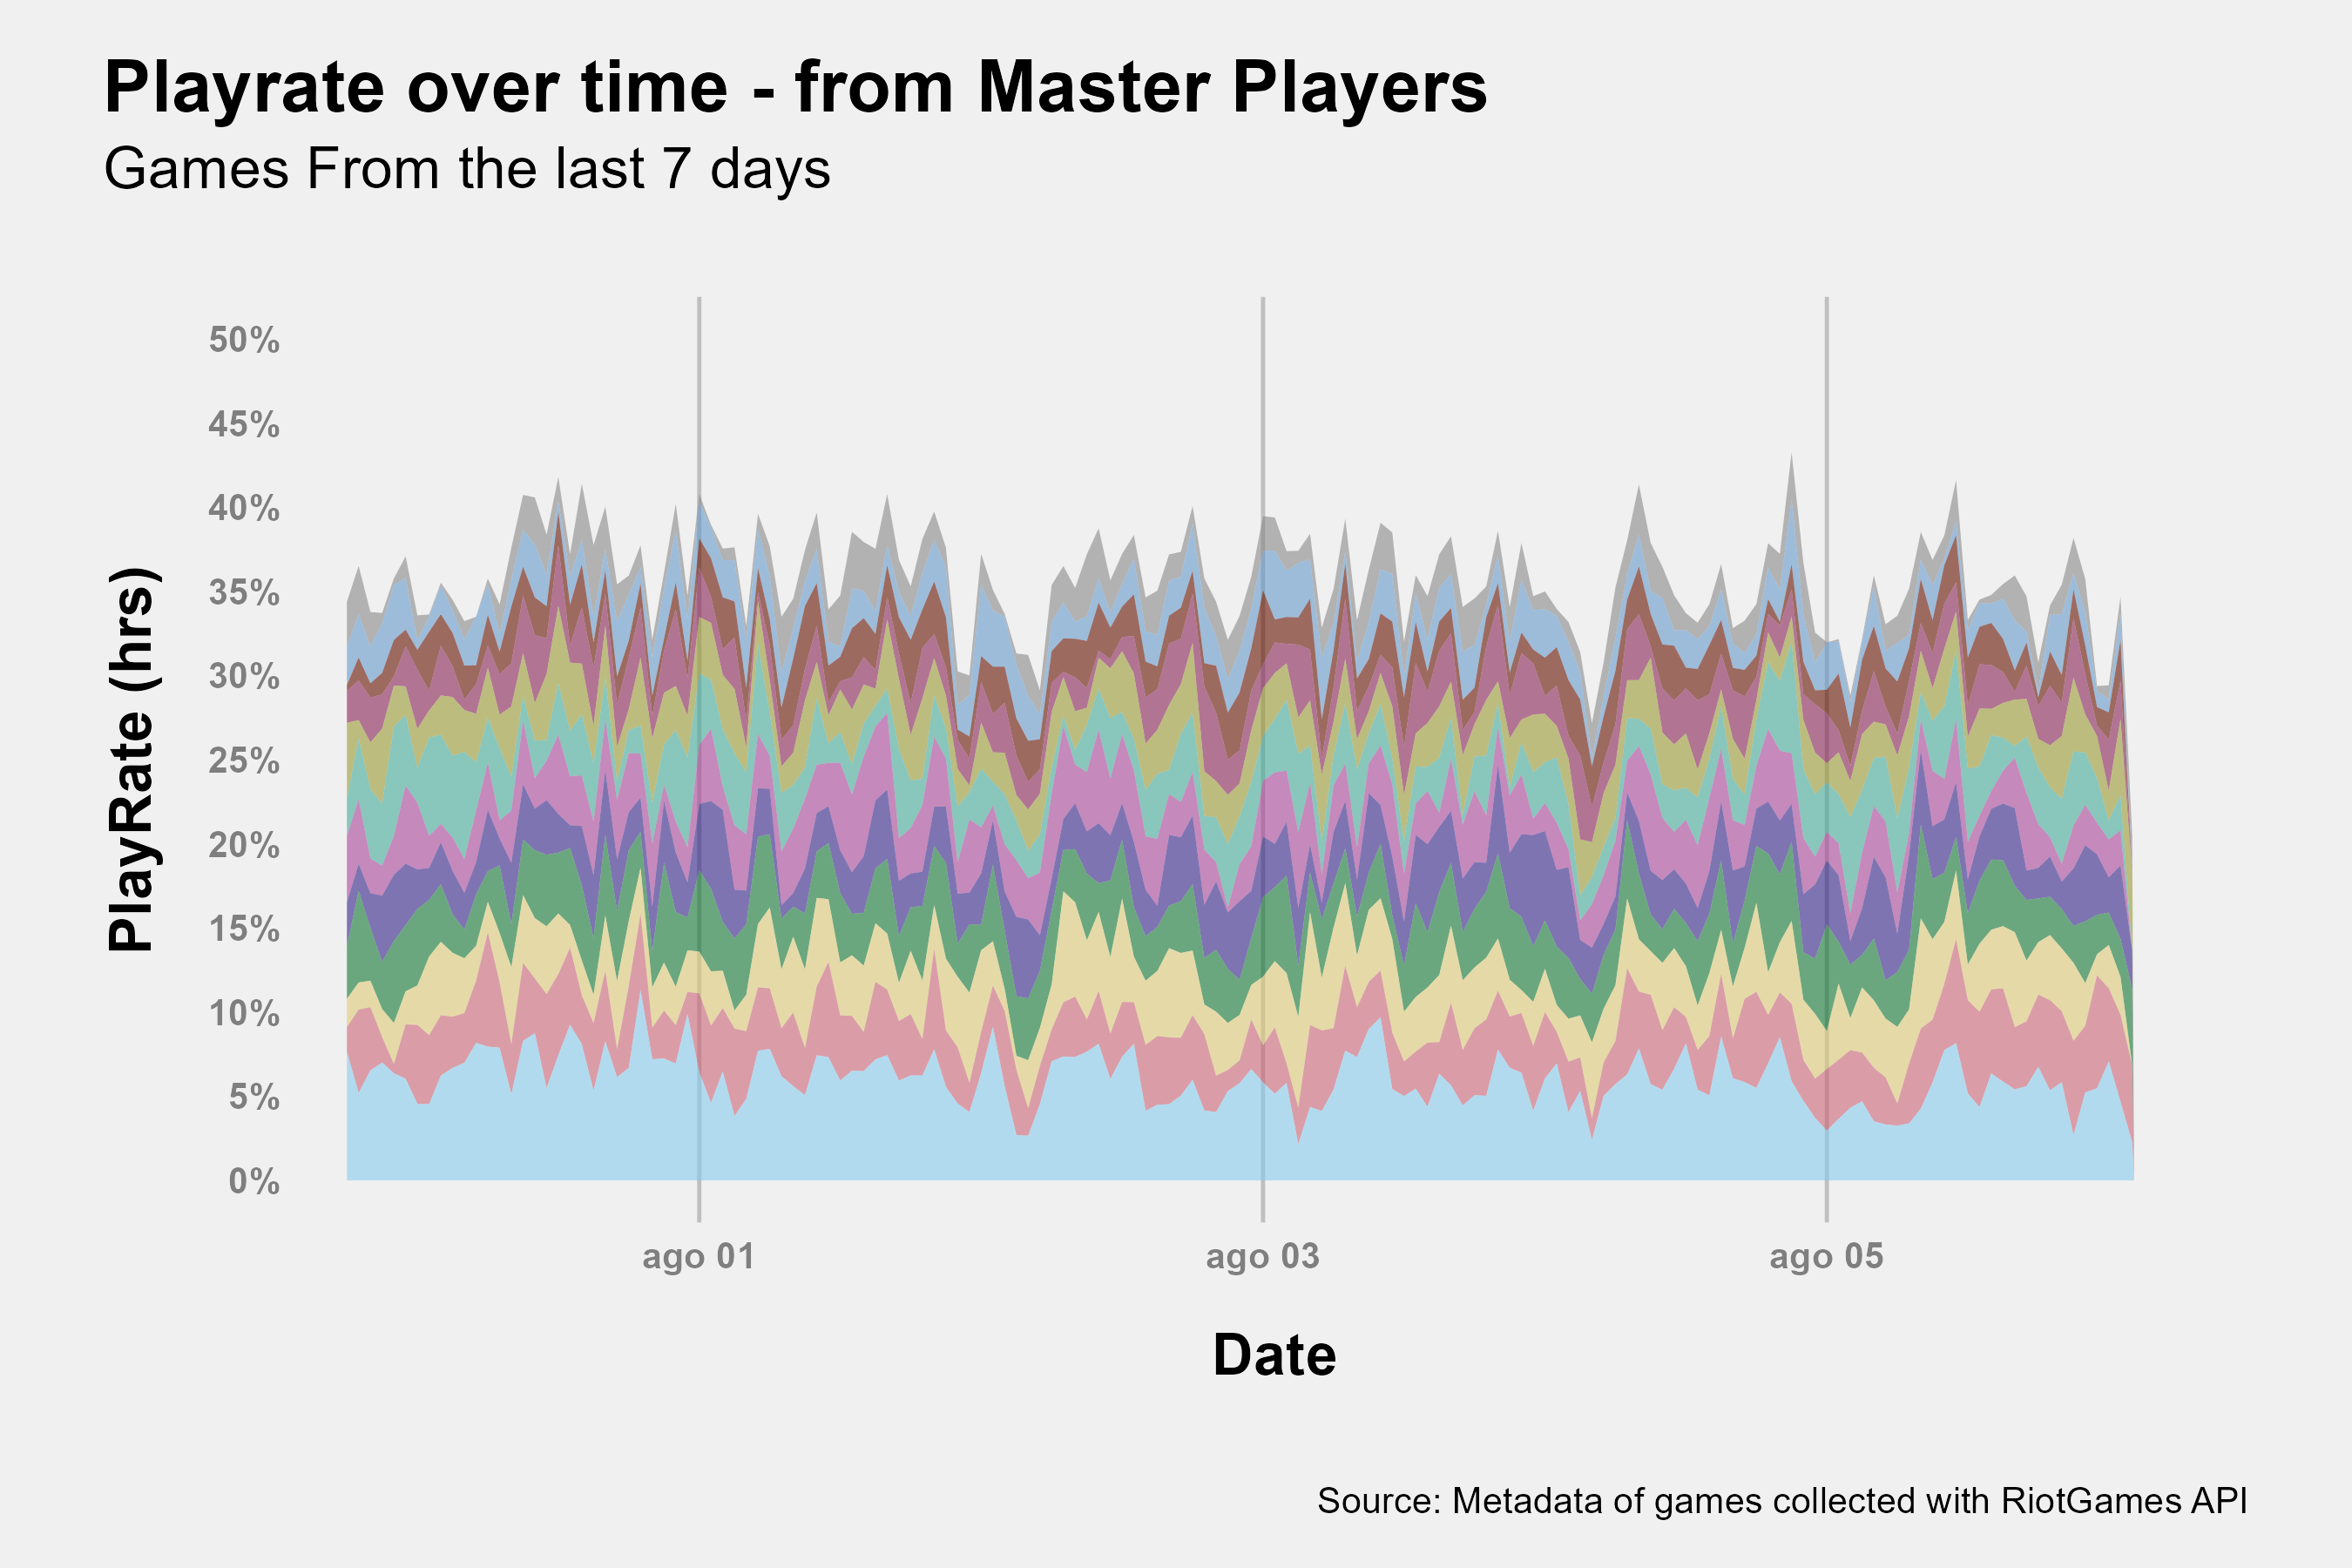 Playrate over time - from Master Players
Games From the last 7 days
PlayRate (hrs)
50%
45%
40%
35%
30%
25%
20%
15%
10%
5%
0%
ago 01
ago 03
ago 05
Date
Source: Metadata of games collected with RiotGames API